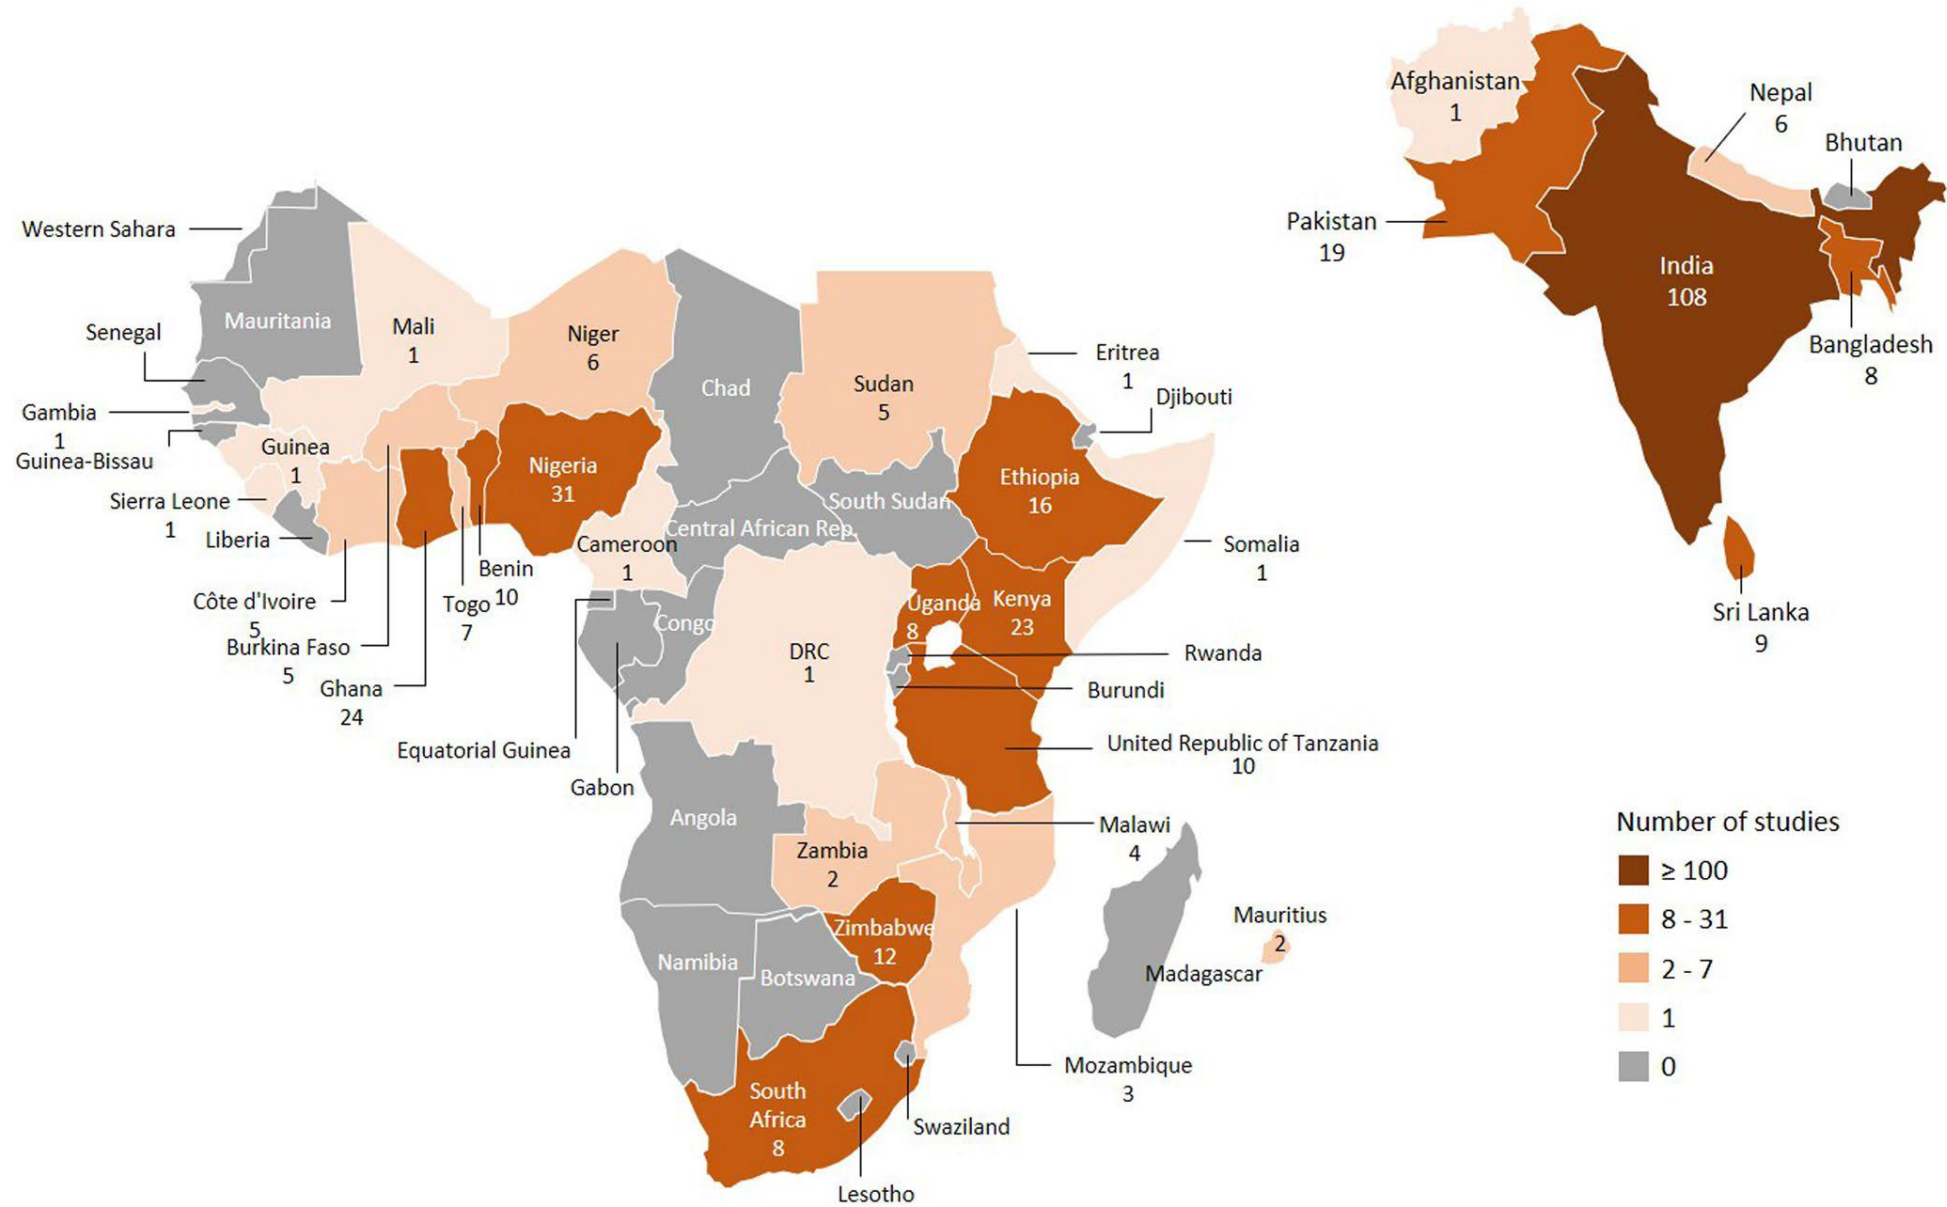 Afghanistan
1
Nepal
6
Bhutan
Pakistan
19
India
108
Bangladesh
8
Sri Lanka
9
Western Sahara
Mauritania
Senegal
Mali
1
Niger
6
Chad
Sudan
5
Eritrea
1
Djibouti
Gambia
1
Guinea-Bissau
Guinea
1
Nigeria
31
South Sudan
Ethiopia
16
Sierra Leone
1
Liberia
Central African Rep.
Cameroon
1
Somalia
1
Benin
10
Côte d'Ivoire
5
Togo
7
Burkina Faso
5
Ghana
24
Congo
Uganda
8
Kenya
23
DRC
1
Rwanda
Burundi
Equatorial Guinea
Gabon
United Republic of Tanzania
10
Angola
Malawi
4
Zambia
2
Zimbabwe
12
Mauritius
2
Namibia
Botswana
Madagascar
Mozambique
3
South
Africa
8
Swaziland
Lesotho
Number of studies
≥ 100
8 - 31
2 - 7
1
0